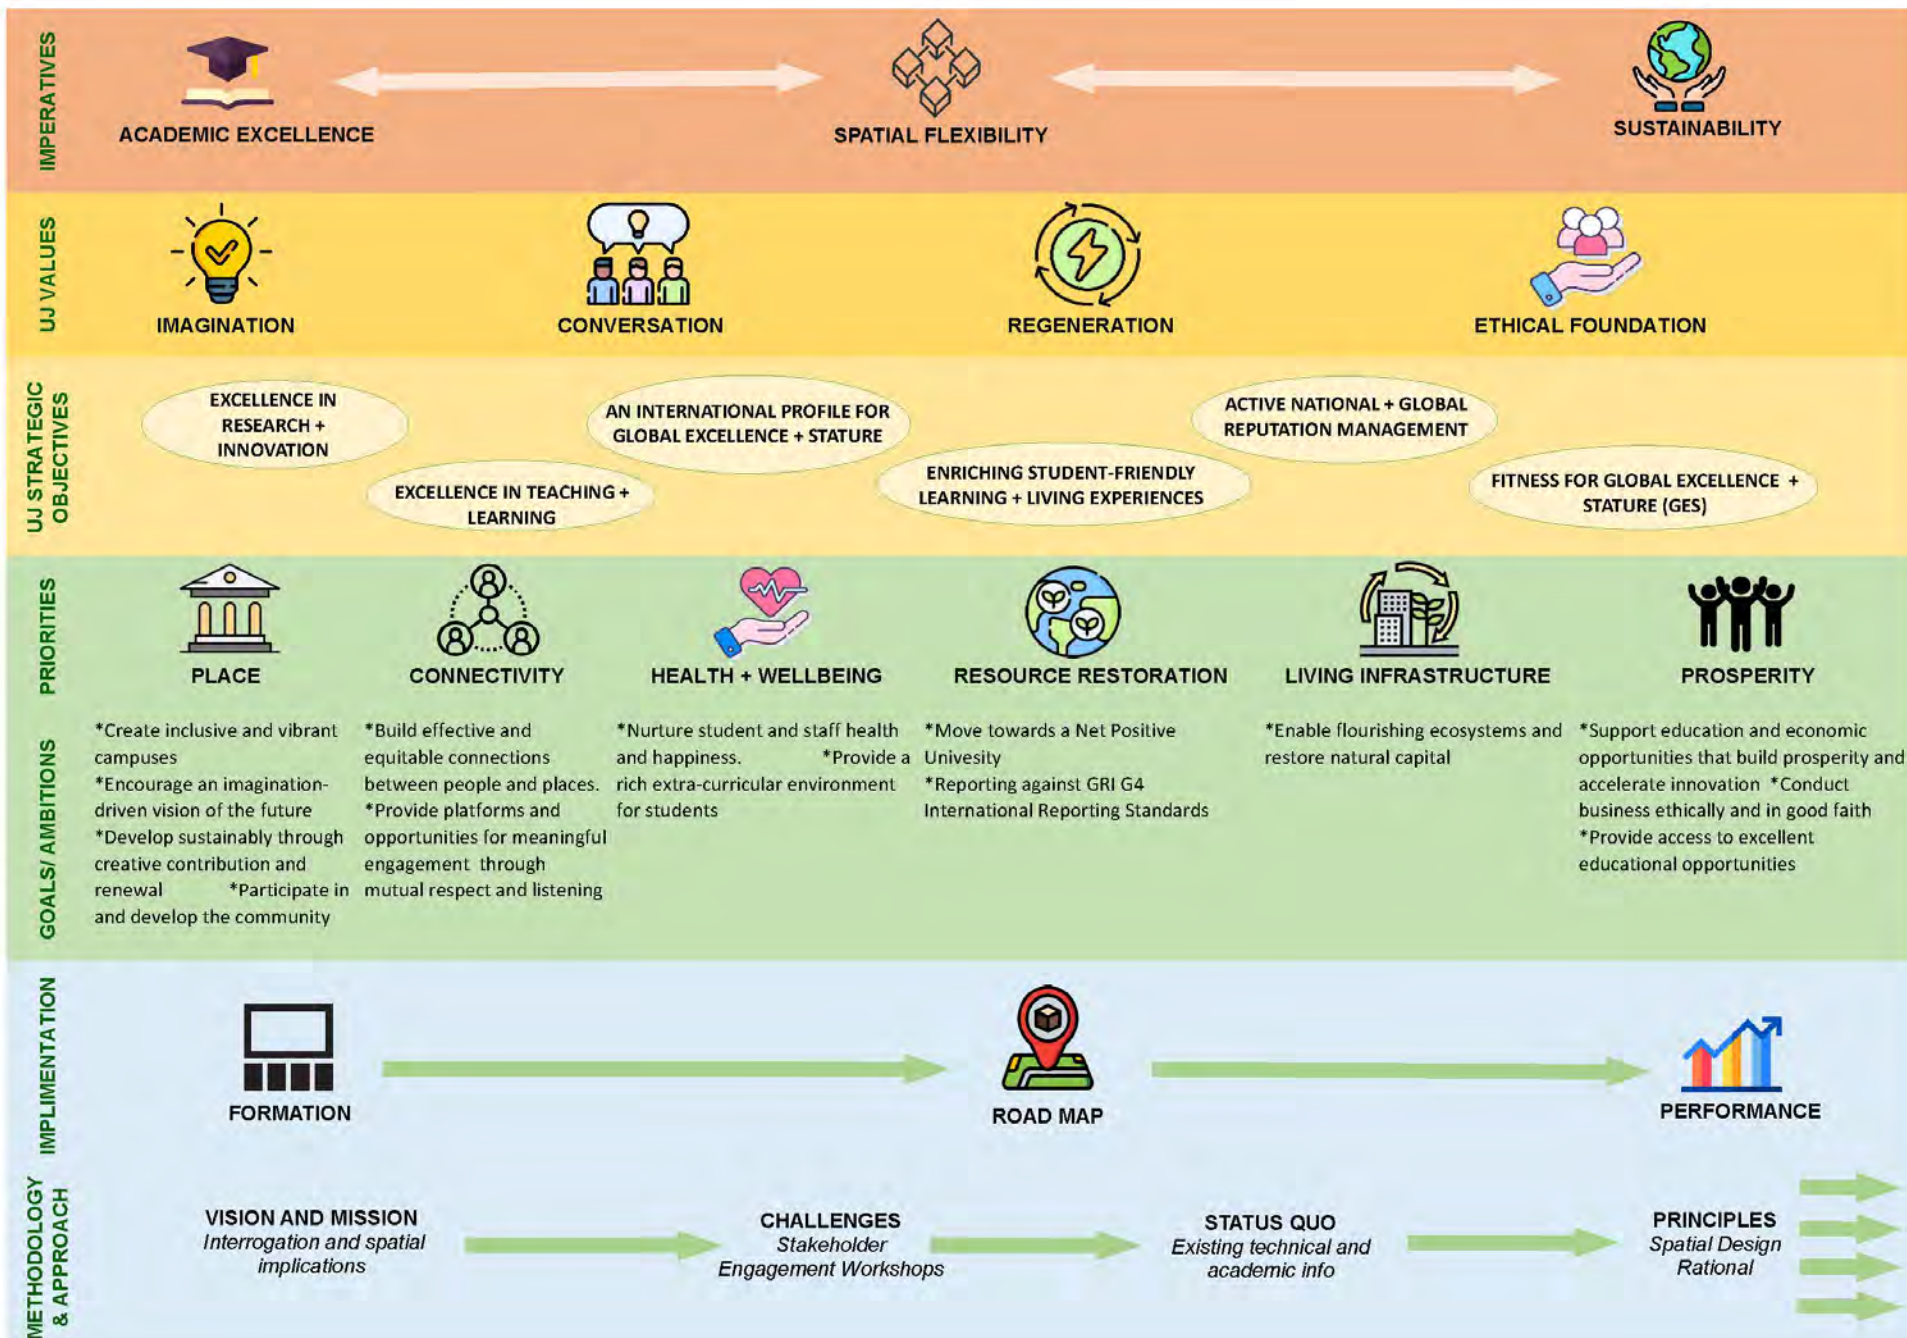 IMPERATIVES
ACADEMIC EXCELLENCE
SPATIAL FLEXIBILITY
SUSTAINABILITY
UJ VALUES
IMAGINATION
CONVERSATION
REGENERATION
ETHICAL FOUNDATION
UJ STRATEGIC
OBJECTIVES
EXCELLENCE IN
RESEARCH +
INNOVATION
EXCELLENCE IN TEACHING +
LEARNING
AN INTERNATIONAL PROFILE FOR
GLOBAL EXCELLENCE + STATURE
ENRICHING STUDENT-FRIENDLY
LEARNING + LIVING EXPERIENCES
ACTIVE NATIONAL + GLOBAL
REPUTATION MANAGEMENT
FITNESS FOR GLOBAL EXCELLENCE +
STATURE (GES)
PRIORITIES
PLACE
CONNECTIVITY
HEALTH + WELLBEING
RESOURCE RESTORATION
LIVING INFRASTRUCTURE
PROSPERITY
GOALS/ AMBITIONS
*Create inclusive and vibrant
campuses
*Encourage an imagination-
driven vision of the future
*Develop sustainably through
creative contribution and
renewal *Participate in
and develop the community
*Build effective and
equitable connections
between people and places.
*Provide platforms and
opportunities for meaningful
engagement through
mutual respect and listening
*Nurture student and staff health
and happiness. *Provide a
rich extra-curricular environment
for students
*Move towards a Net Positive
Univesity
*Reporting against GRI G4
International Reporting Standards
*Enable flourishing ecosystems and
restore natural capital
*Support education and economic
opportunities that build prosperity and
accelerate innovation *Conduct
business ethically and in good faith
*Provide access to excellent
educational opportunities
IMPLIMENTATION
FORMATION
ROAD MAP
PERFORMANCE
METHODOLOGY
& APPROACH
VISION AND MISSION
Interrogation and spatial
implications
CHALLENGES
Stakeholder
Engagement Workshops
STATUS QUO
Existing technical and
academic info
PRINCIPLES
Spatial Design
Rational